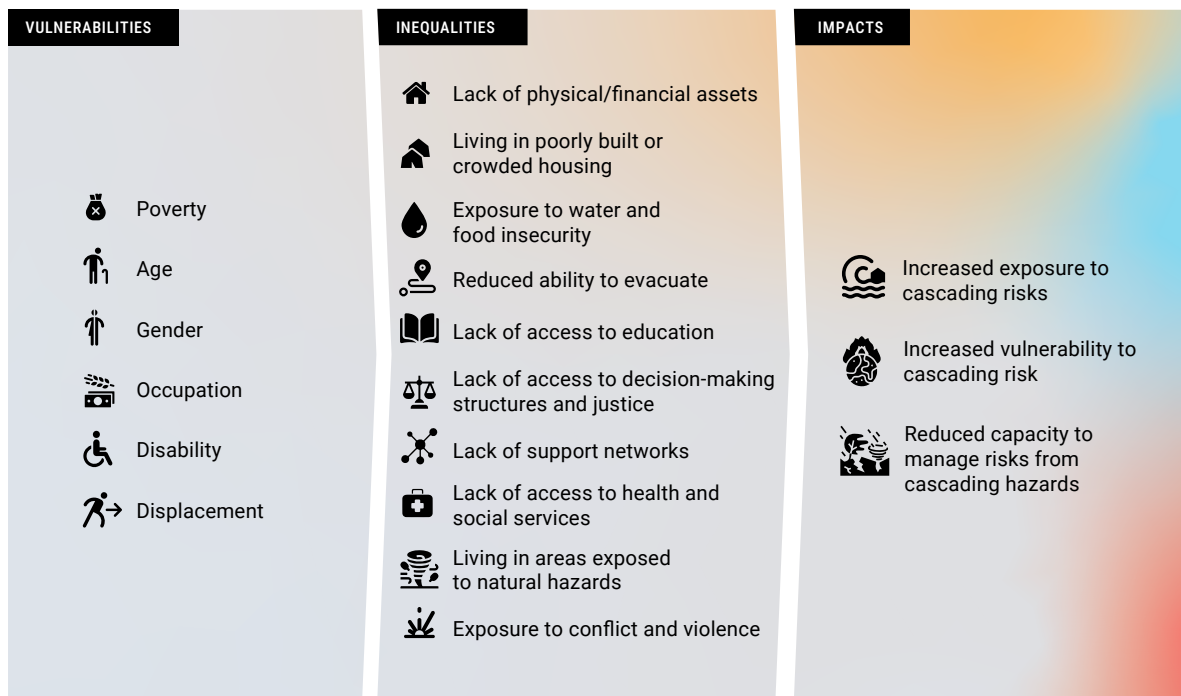 VULNERABILITIES
Poverty
Age
Gender
Occupation
Disability
Displacement
INEQUALITIES
Lack of physical/financial assets
Living in poorly built or
crowded housing
Exposure to water and
food insecurity
Reduced ability to evacuate
Lack of access to education
Lack of access to decision-making
structures and justice
Lack of support networks
Lack of access to health and
social services
Living in areas exposed
to natural hazards
Exposure to conflict and violence
IMPACTS
Increased exposure to
cascading risks
Increased vulnerability to
cascading risk
Reduced capacity to
manage risks from
cascading hazards